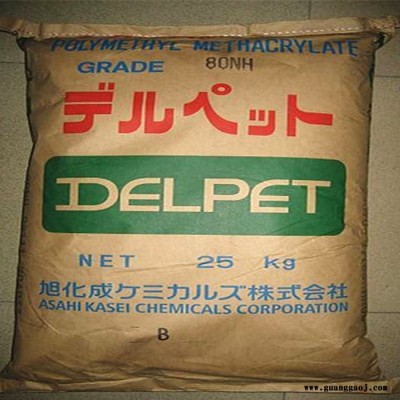 POLYMETHYL METHACRYLATE
GRADE 80NH
デルペット
DELPET
NET 25 kg
旭化成ケミカルズ株式会社
ASAHI KASEI CHEMICALS CORPORATION
B
www.guanggaoj.com